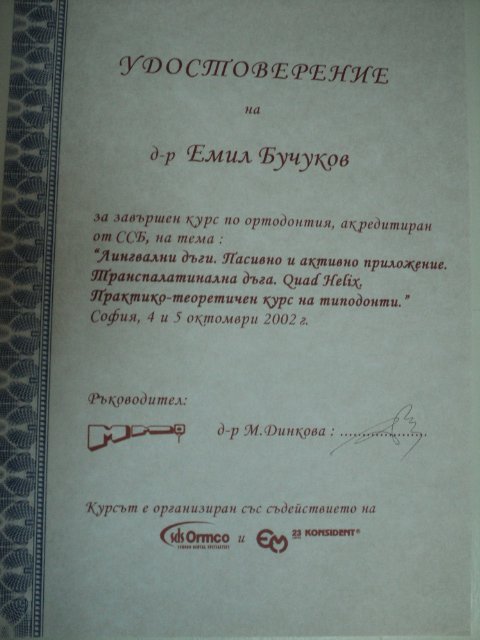 УДОСТОВЕРЕНИЕ
на
д-р Емил Бучуков
за завършен курс по ортодонтия, акредитиран
от ССБ, на тема :
"Лингвални дъги. Пасивно и активно приложение.
Транспалатинална дъга. Quad Helix.
Практико-теоретичен курс на типодонти."
София, 4 и 5 октомври 2002 г.
Ръководител:
д-р М.Динкова : ........................
Курсът е организиран със съдействието на
sds Ormco и 23 KONSIDENT®